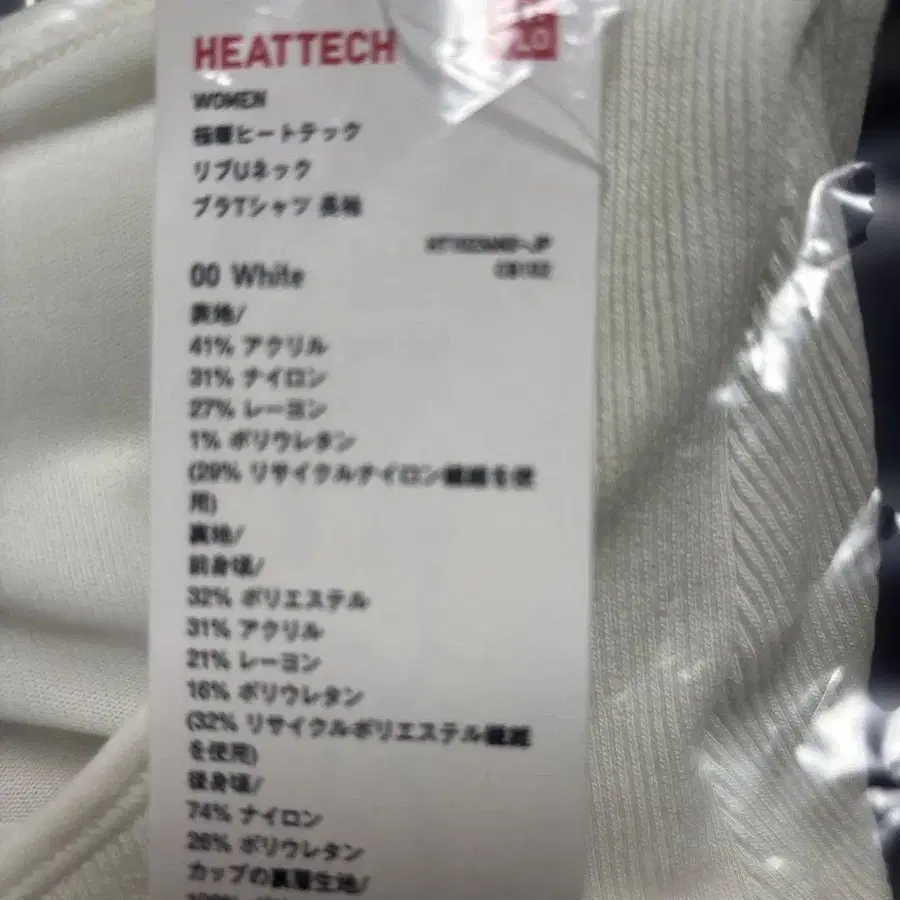 HEATTECH
WOMEN
極暖ヒートテック
リブUネック
ブラTシャツ 長袖
00 White
表地/
41% アクリル
31% ナイロン
27% レーヨン
1% ポリウレタン
(29% リサイクルナイロン繊維を使
用)
裏地/
前身頃/
32% ポリエステル
31% アクリル
21% レーヨン
16% ポリウレタン
(32% リサイクルポリエステル繊維
を使用)
後身頃/
74% ナイロン
26% ポリウレタン
カップの裏層生地/